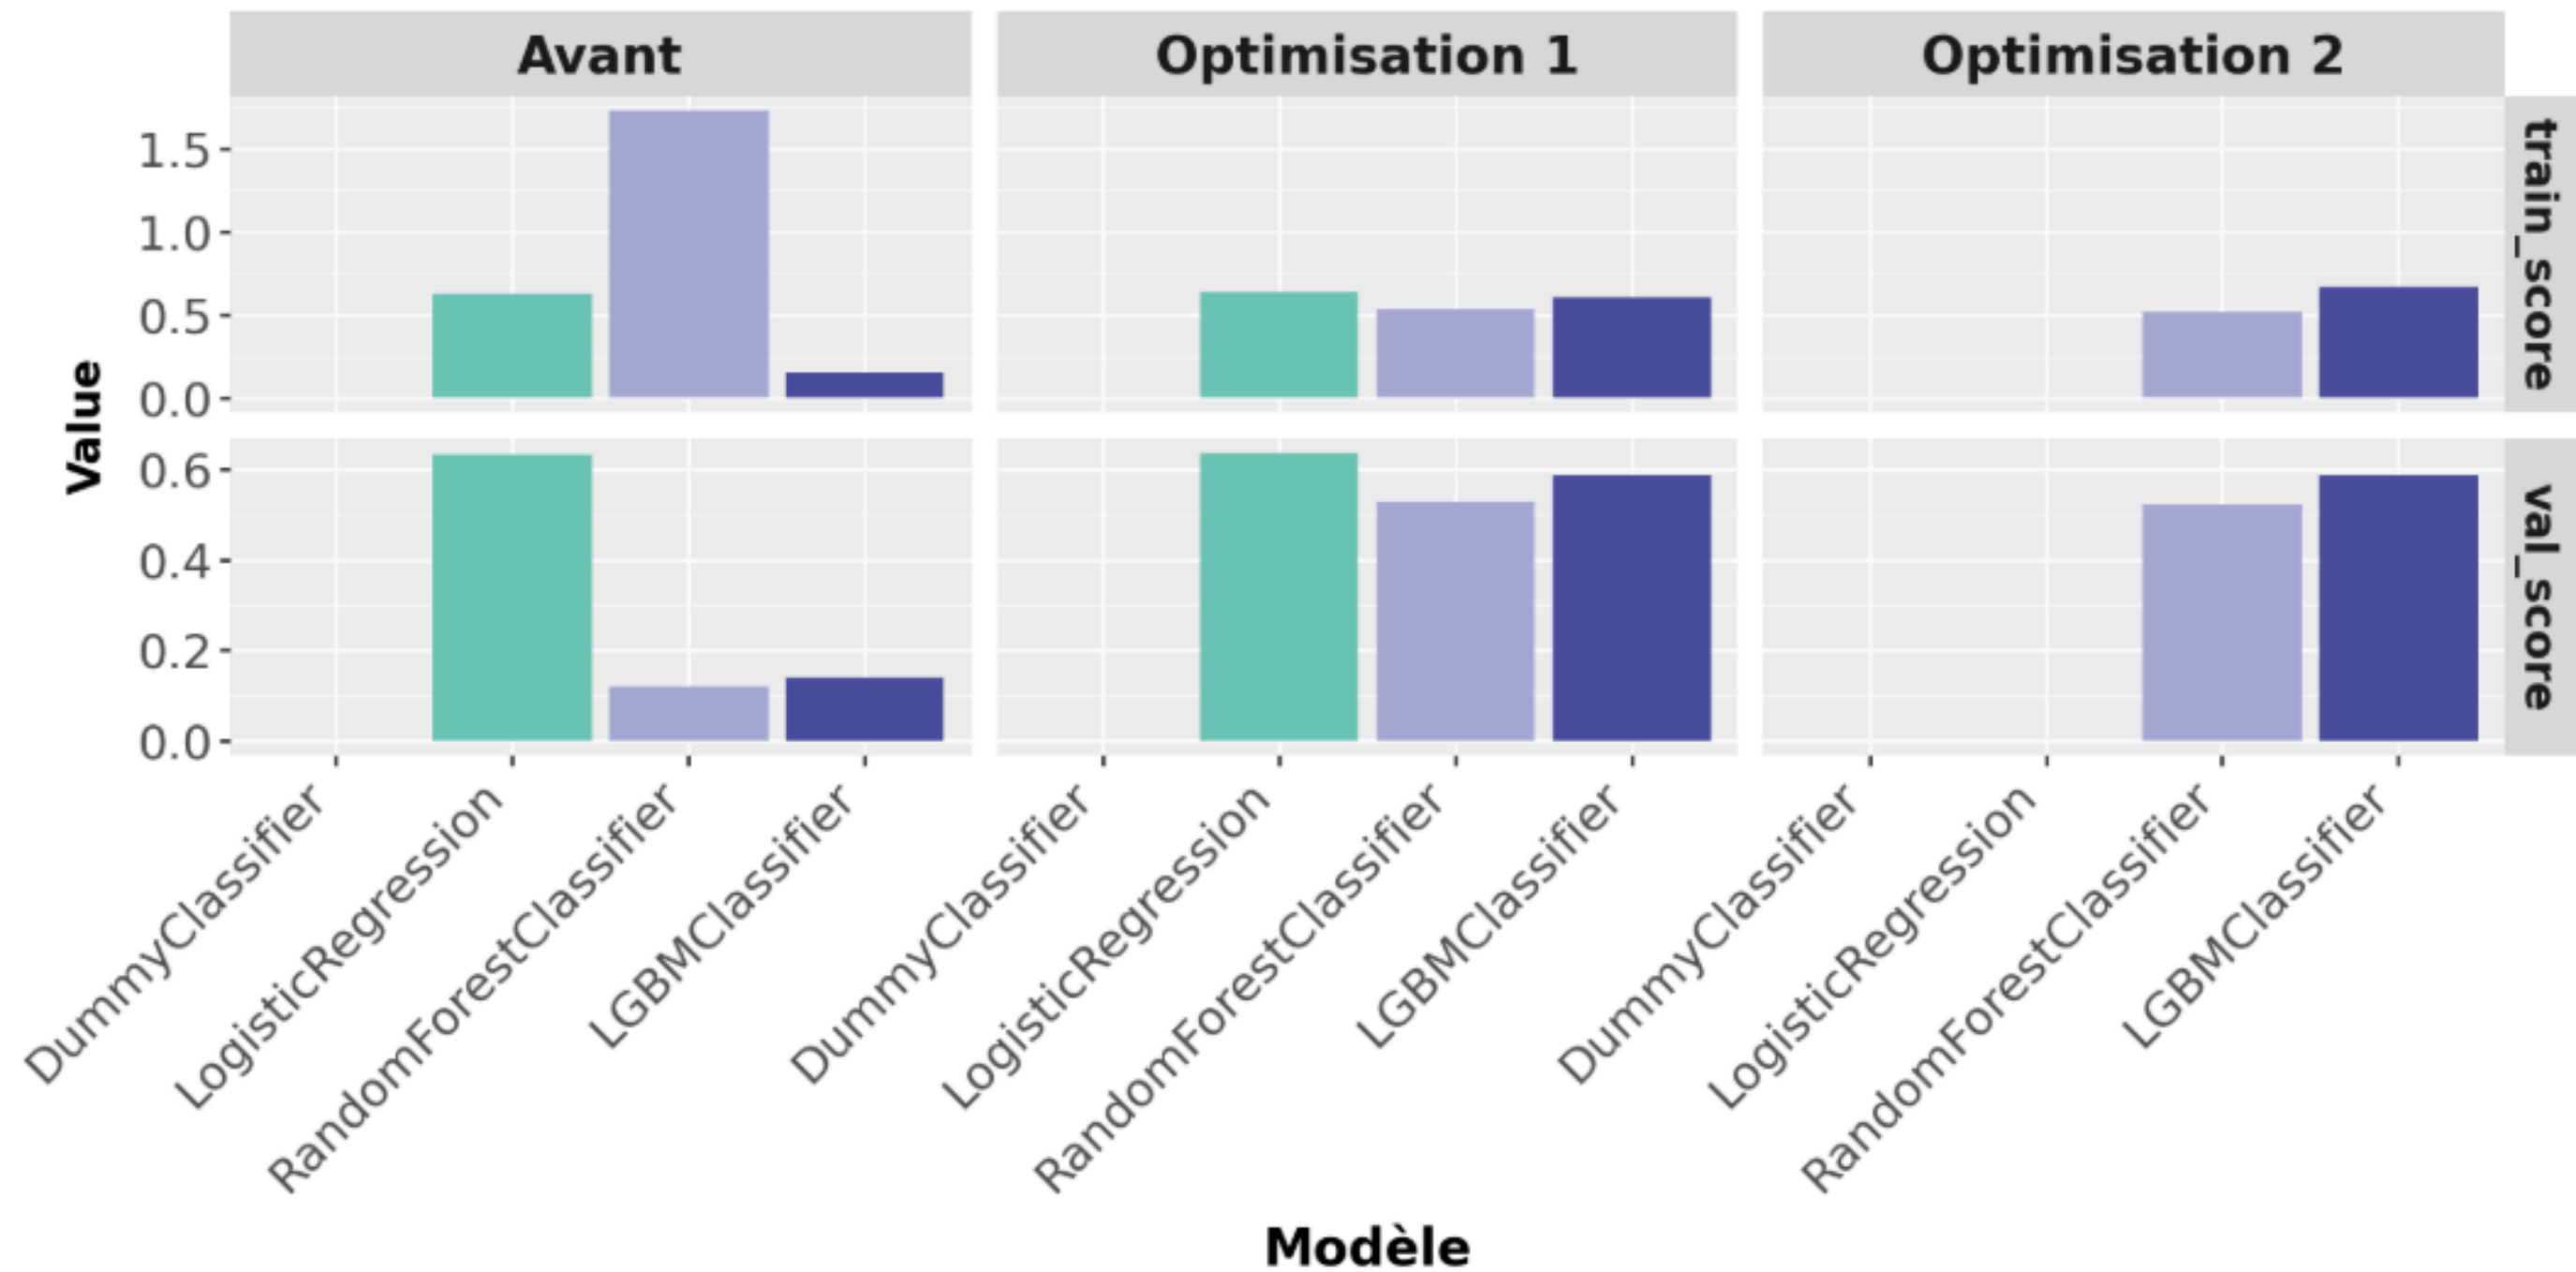 Avant
Optimisation 1
Optimisation 2
1.5
1.0
0.5
0.0
train_score
Value
0.6
0.4
0.2
0.0
val_score
DummyClassifier
LogisticRegression
RandomForestClassifier
LGBMClassifier
DummyClassifier
LogisticRegression
RandomForestClassifier
LGBMClassifier
DummyClassifier
LogisticRegression
RandomForestClassifier
LGBMClassifier
Modèle